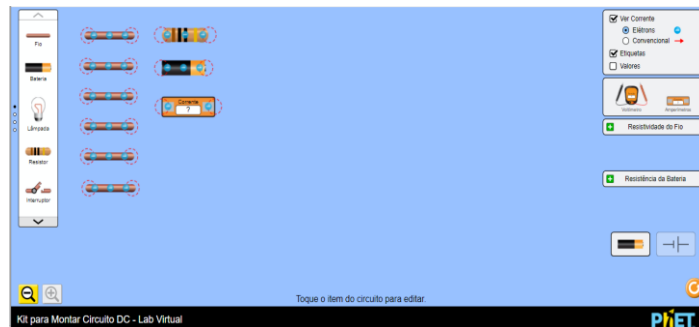 Fio
Bateria
Lâmpada
Resistor
Interruptor
Corrente
?
Ver Corrente
Elétrons
Convencional
Etiquetas
Valores
Voltímetro
Amperímetro
Resistividade do Fio
Resistência da Bateria
Toque o item do circuito para editar.
Kit para Montar Circuito DC - Lab Virtual
PhET